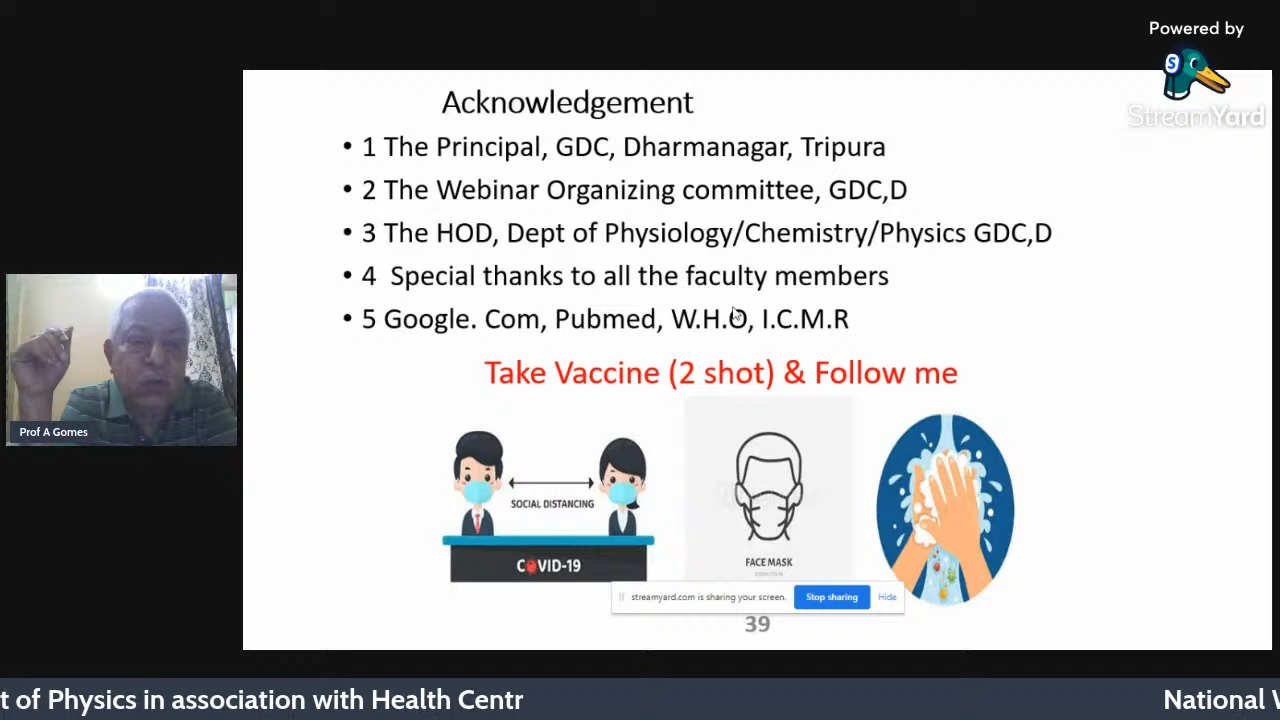 Powered by
StreamYard
Acknowledgement
• 1 The Principal, GDC, Dharmanagar, Tripura
• 2 The Webinar Organizing committee, GDC,D
• 3 The HOD, Dept of Physiology/Chemistry/Physics GDC,D
• 4 Special thanks to all the faculty members
• 5 Google. Com, Pubmed, W.H.O, I.C.M.R
Take Vaccine (2 shot) & Follow me
Prof A Gomes
SOCIAL DISTANCING
COVID-19
FACE MASK
streamyard.com is sharing your screen. Stop sharing Hide
39
t of Physics in association with Health Centr
National